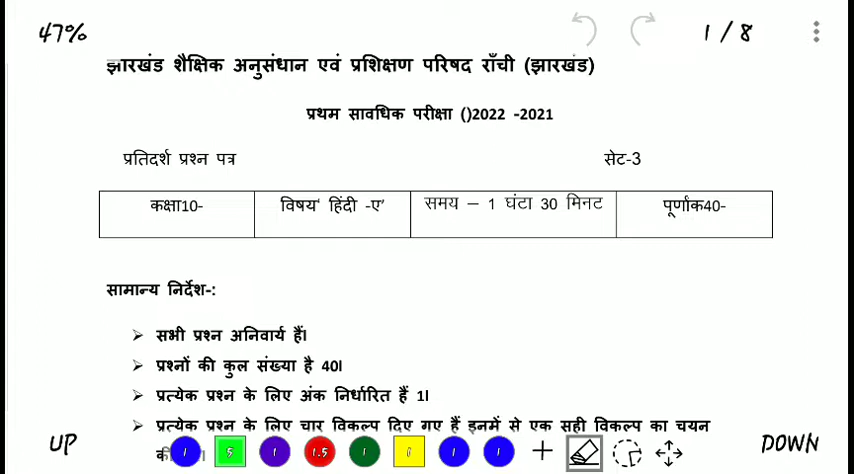 47%
1 / 8
झारखंड शैक्षिक अनुसंधान एवं प्रशिक्षण परिषद राँची (झारखंड)
प्रथम सावधिक परीक्षा ()2022 -2021
प्रतिदर्श प्रश्न पत्र सेट-3
कक्षा10- विषय' हिंदी -ए' समय – 1 घंटा 30 मिनट पूर्णांक40-
सामान्य निर्देश-:
➢ सभी प्रश्न अनिवार्य हैं।
➢ प्रश्नों की कुल संख्या है 40।
➢ प्रत्येक प्रश्न के लिए अंक निर्धारित हैं 1।
➢ प्रत्येक प्रश्न के लिए चार विकल्प दिए गए हैं इनमें से एक सही विकल्प का चयन
UP 1 5 1 1.5 1 1 1 1 DOWN